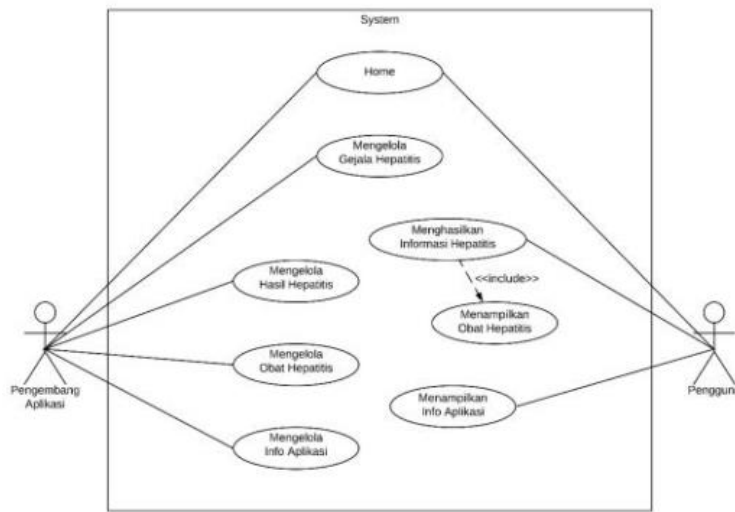 System
Home
Mengelola
Gejala Hepatitis
Menghasilkan
Informasi Hepatitis
<<include>>
Mengelola
Hasil Hepatitis
Menampilkan
Obat Hepatitis
Mengelola
Obat Hepatitis
Pengembang
Aplikasi
Penggun
Menampilkan
Info Aplikasi
Mengelola
Info Aplikasi